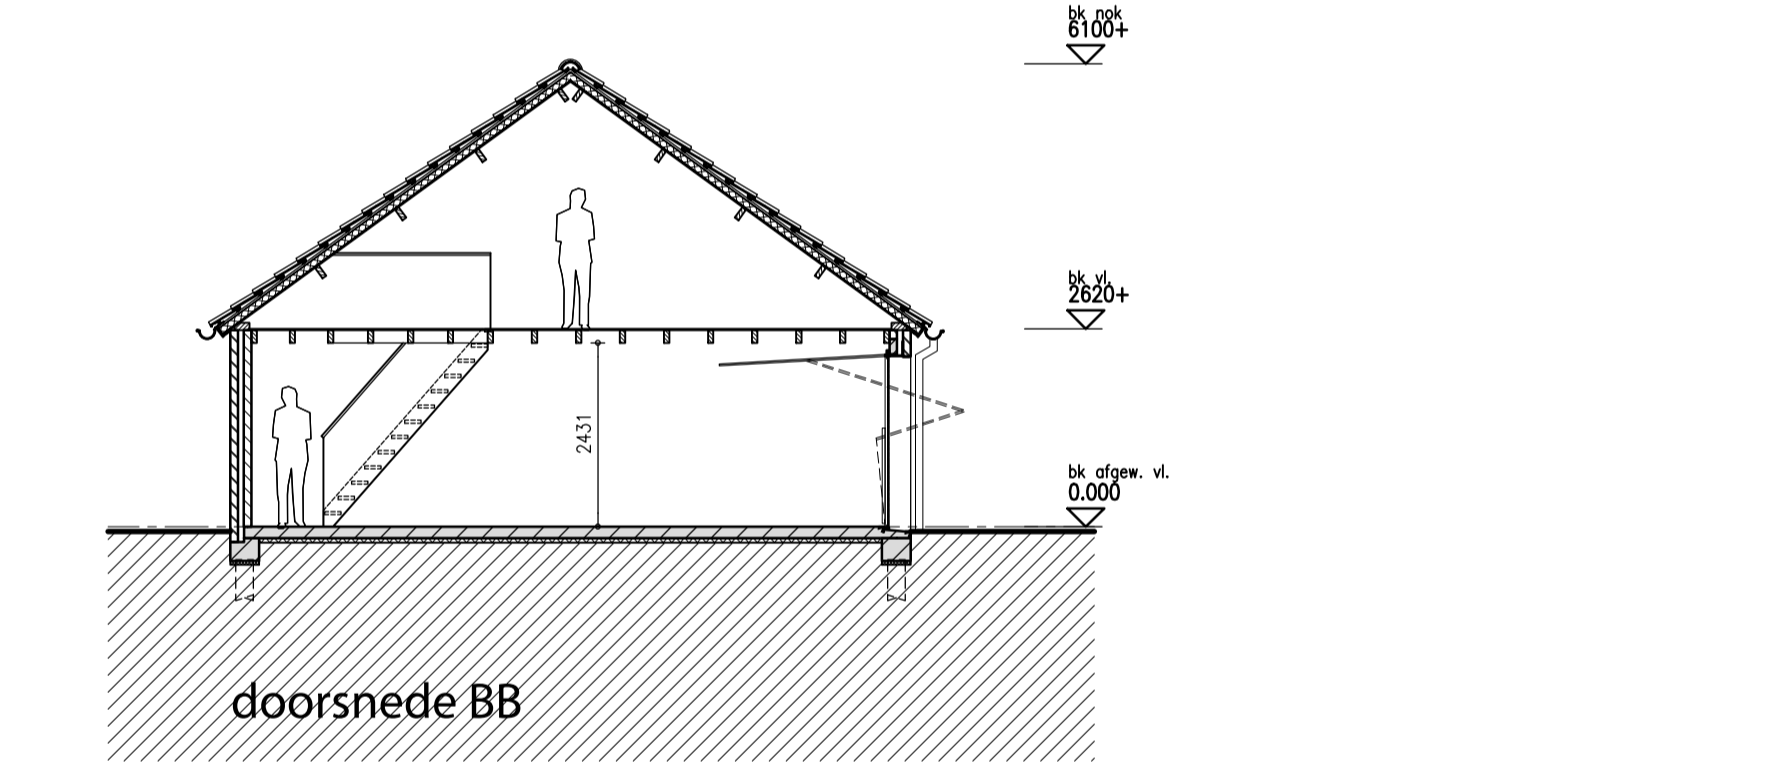 bk nok
6100+
bk vl.
2620+
2431
bk afgew. vl.
0.000
doorsnede BB